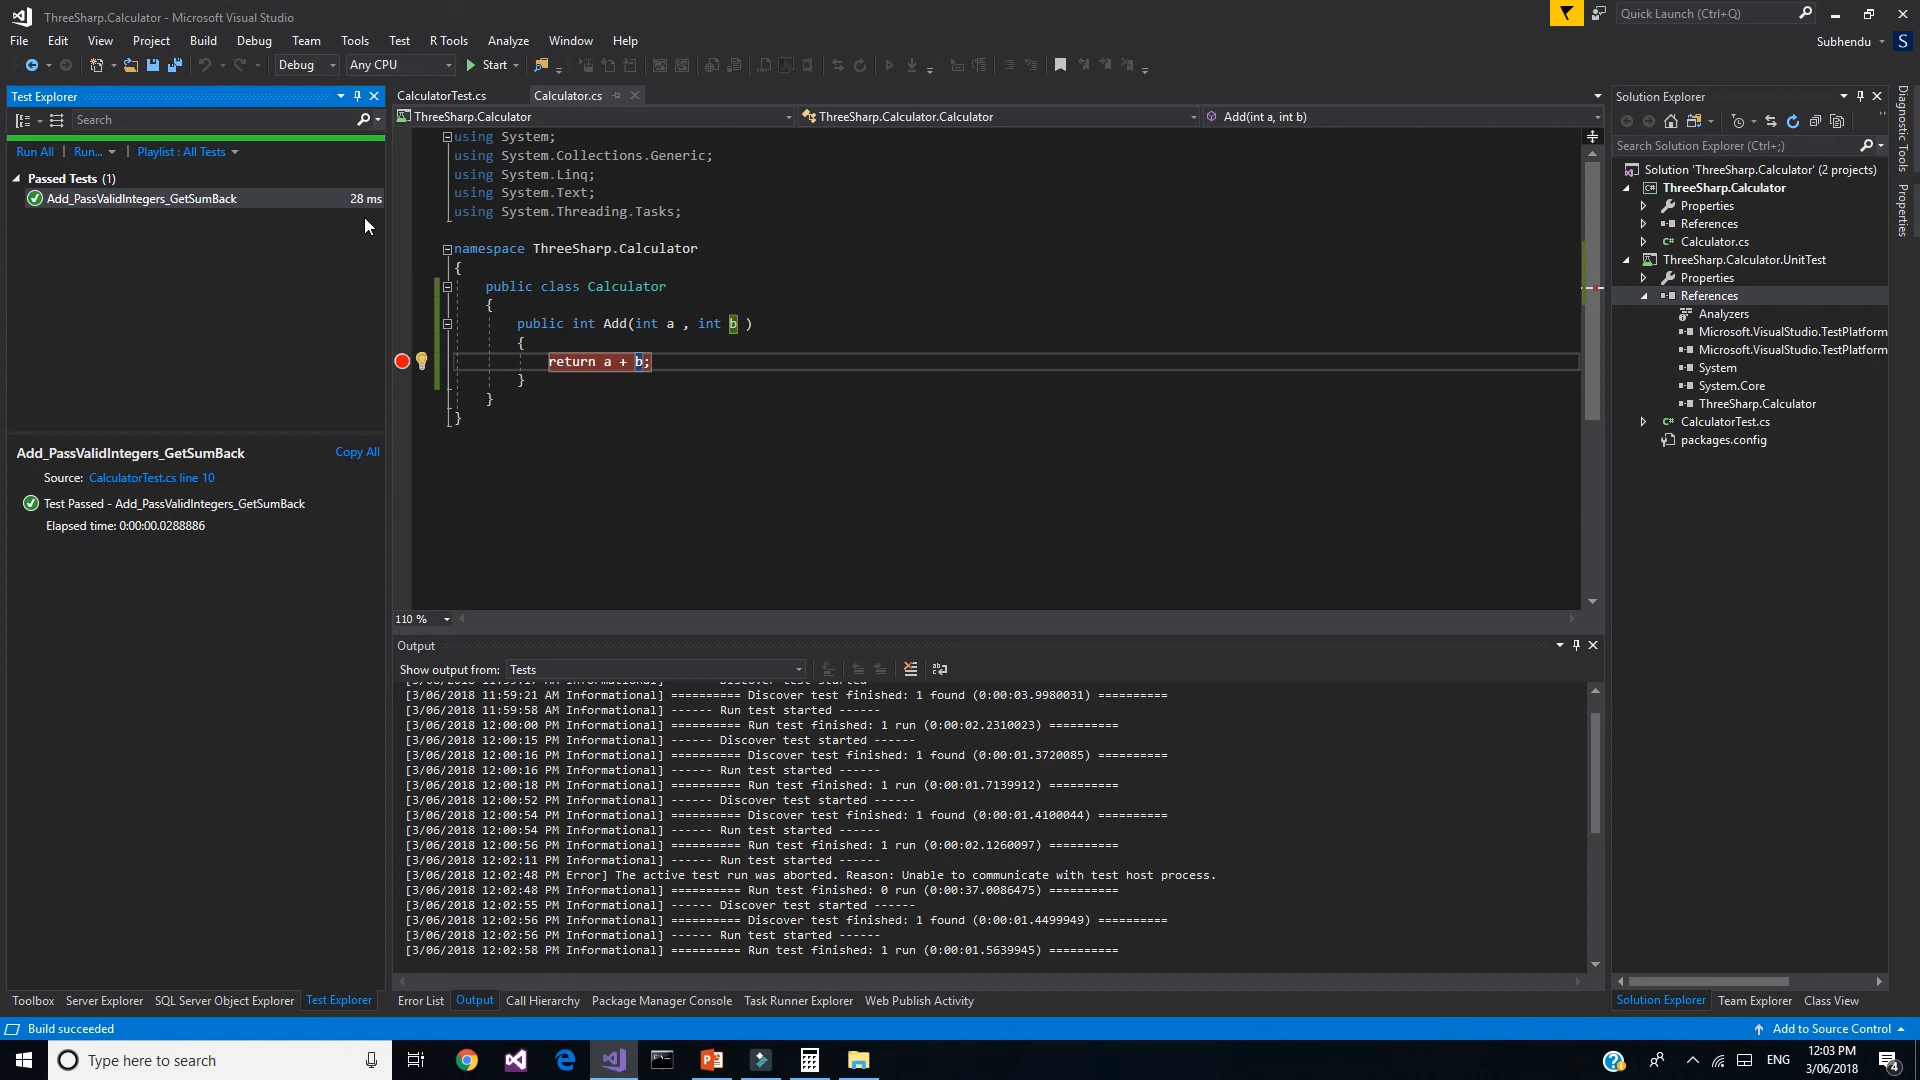 ThreeSharp.Calculator - Microsoft Visual Studio
Quick Launch (Ctrl+Q)
File Edit View Project Build Debug Team Tools Test R Tools Analyze Window Help
Subhendu S
Debug Any CPU Start
Test Explorer
Search
Run All | Run... | Playlist : All Tests
Passed Tests (1)
Add_PassValidIntegers_GetSumBack 28 ms
Add_PassValidIntegers_GetSumBack Copy All
Source: CalculatorTest.cs line 10
Test Passed - Add_PassValidIntegers_GetSumBack
Elapsed time: 0:00:00.0288886
Toolbox Server Explorer SQL Server Object Explorer Test Explorer
CalculatorTest.cs Calculator.cs
ThreeSharp.Calculator ThreeSharp.Calculator.Calculator Add(int a, int b)
using System;
using System.Collections.Generic;
using System.Linq;
using System.Text;
using System.Threading.Tasks;
namespace ThreeSharp.Calculator
{
public class Calculator
{
public int Add(int a , int b )
{
return a + b;
}
}
}
110 %
Output
Show output from: Tests
[3/06/2018 11:59:17 AM Informational] ------ Discover test started ------
[3/06/2018 11:59:21 AM Informational] ========== Discover test finished: 1 found (0:00:03.9980031) ==========
[3/06/2018 11:59:58 AM Informational] ------ Run test started ------
[3/06/2018 12:00:00 PM Informational] ========== Run test finished: 1 run (0:00:02.2310023) ==========
[3/06/2018 12:00:15 PM Informational] ------ Discover test started ------
[3/06/2018 12:00:16 PM Informational] ========== Discover test finished: 1 found (0:00:01.3720085) ==========
[3/06/2018 12:00:16 PM Informational] ------ Run test started ------
[3/06/2018 12:00:18 PM Informational] ========== Run test finished: 1 run (0:00:01.7139912) ==========
[3/06/2018 12:00:52 PM Informational] ------ Discover test started ------
[3/06/2018 12:00:54 PM Informational] ========== Discover test finished: 1 found (0:00:01.4100044) ==========
[3/06/2018 12:00:54 PM Informational] ------ Run test started ------
[3/06/2018 12:00:56 PM Informational] ========== Run test finished: 1 run (0:00:02.1260097) ==========
[3/06/2018 12:02:11 PM Informational] ------ Run test started ------
[3/06/2018 12:02:48 PM Error] The active test run was aborted. Reason: Unable to communicate with test host process.
[3/06/2018 12:02:48 PM Informational] ========== Run test finished: 0 run (0:00:37.0086475) ==========
[3/06/2018 12:02:55 PM Informational] ------ Discover test started ------
[3/06/2018 12:02:56 PM Informational] ========== Discover test finished: 1 found (0:00:01.4499949) ==========
[3/06/2018 12:02:56 PM Informational] ------ Run test started ------
[3/06/2018 12:02:58 PM Informational] ========== Run test finished: 1 run (0:00:01.5639945) ==========
Error List Output Call Hierarchy Package Manager Console Task Runner Explorer Web Publish Activity
Solution Explorer
Search Solution Explorer (Ctrl+;)
Solution 'ThreeSharp.Calculator' (2 projects)
ThreeSharp.Calculator
Properties
References
Calculator.cs
ThreeSharp.Calculator.UnitTest
Properties
References
Analyzers
Microsoft.VisualStudio.TestPlatform
Microsoft.VisualStudio.TestPlatform
System
System.Core
ThreeSharp.Calculator
CalculatorTest.cs
packages.config
Solution Explorer Team Explorer Class View
Diagnostic Tools
Properties
Build succeeded
Add to Source Control
Type here to search
ENG
12:03 PM
3/06/2018
4